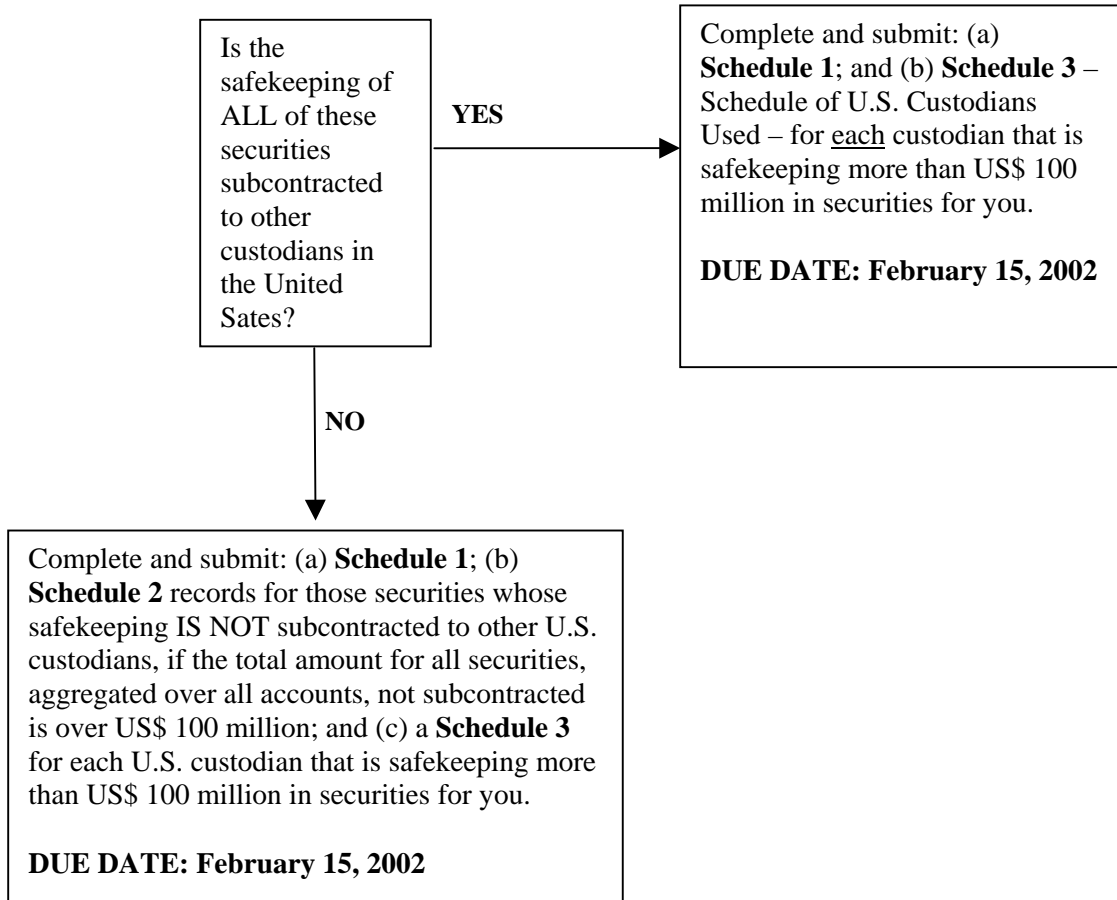 Is the
safekeeping of
ALL of these
securities
subcontracted
to other
custodians in
the United
Sates?
YES
Complete and submit: (a)
Schedule 1; and (b) Schedule 3 –
Schedule of U.S. Custodians
Used – for each custodian that is
safekeeping more than US$ 100
million in securities for you.
DUE DATE: February 15, 2002
NO
Complete and submit: (a) Schedule 1; (b)
Schedule 2 records for those securities whose
safekeeping IS NOT subcontracted to other U.S.
custodians, if the total amount for all securities,
aggregated over all accounts, not subcontracted
is over US$ 100 million; and (c) a Schedule 3
for each U.S. custodian that is safekeeping more
than US$ 100 million in securities for you.
DUE DATE: February 15, 2002